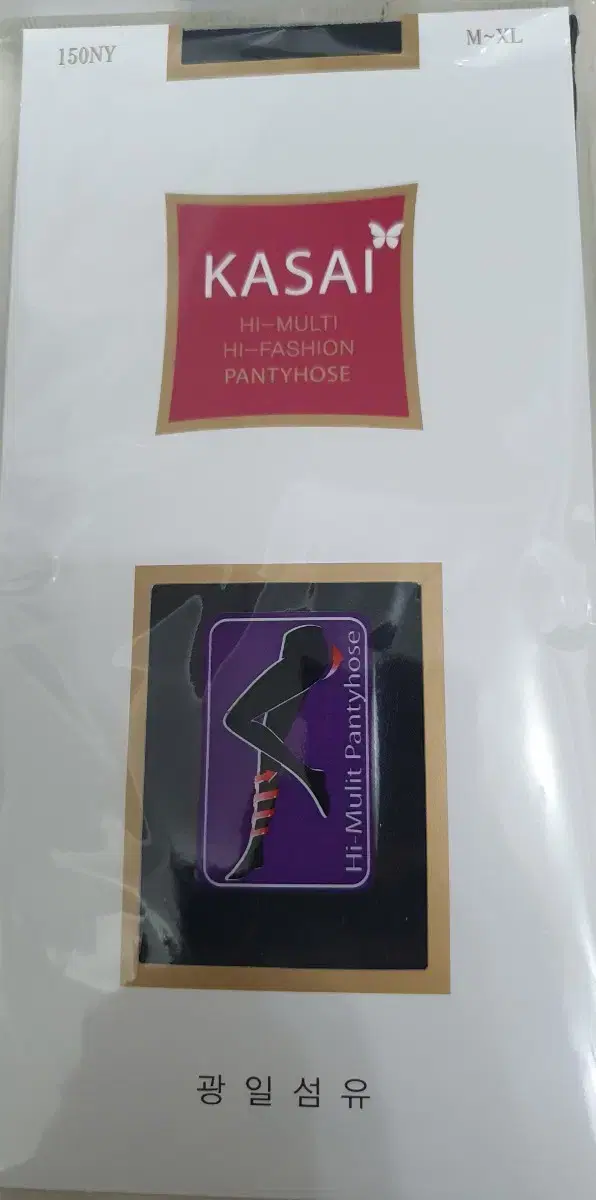 150NY
M~XL
KASAI
HI-MULTI
HI-FASHION
PANTYHOSE
Hi-Mulit Pantyhose
광일섬유